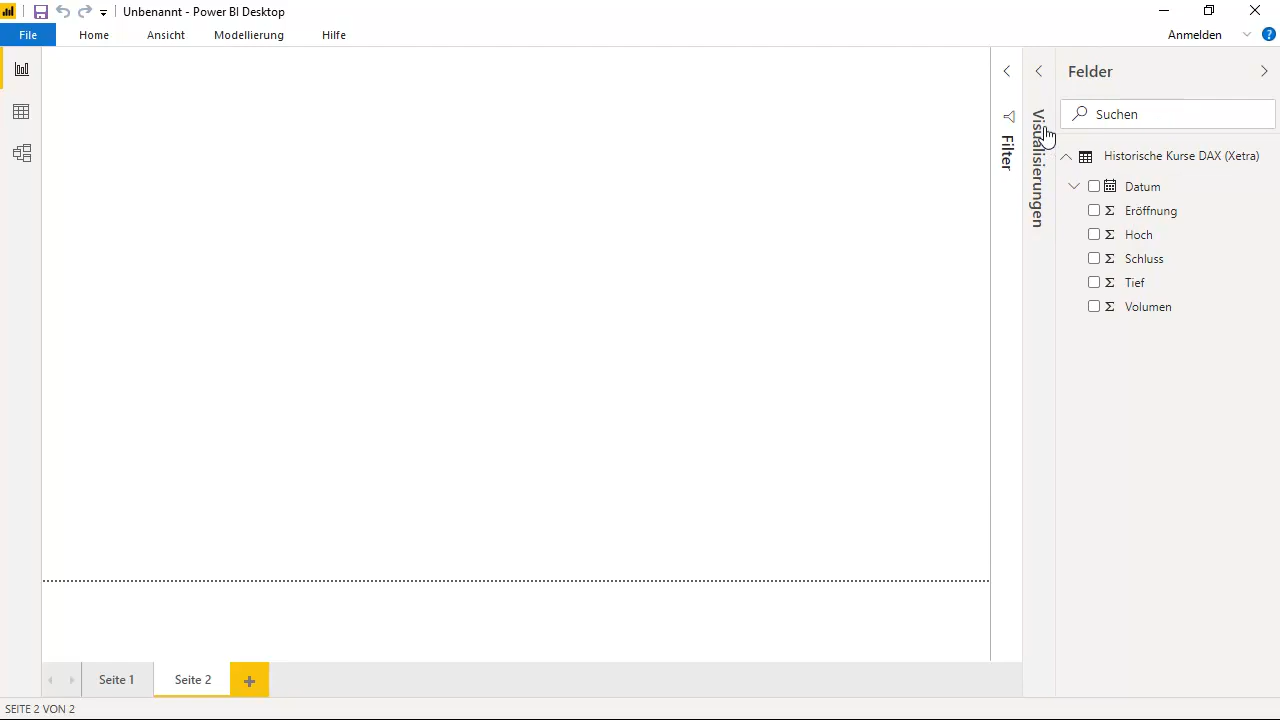 Unbenannt - Power BI Desktop
File Home Ansicht Modellierung Hilfe Anmelden ?
Filter
Visualisierungen
Felder
Suchen
Historische Kurse DAX (Xetra)
Datum
Σ Eröffnung
Σ Hoch
Σ Schluss
Σ Tief
Σ Volumen
Seite 1 Seite 2 +
SEITE 2 VON 2